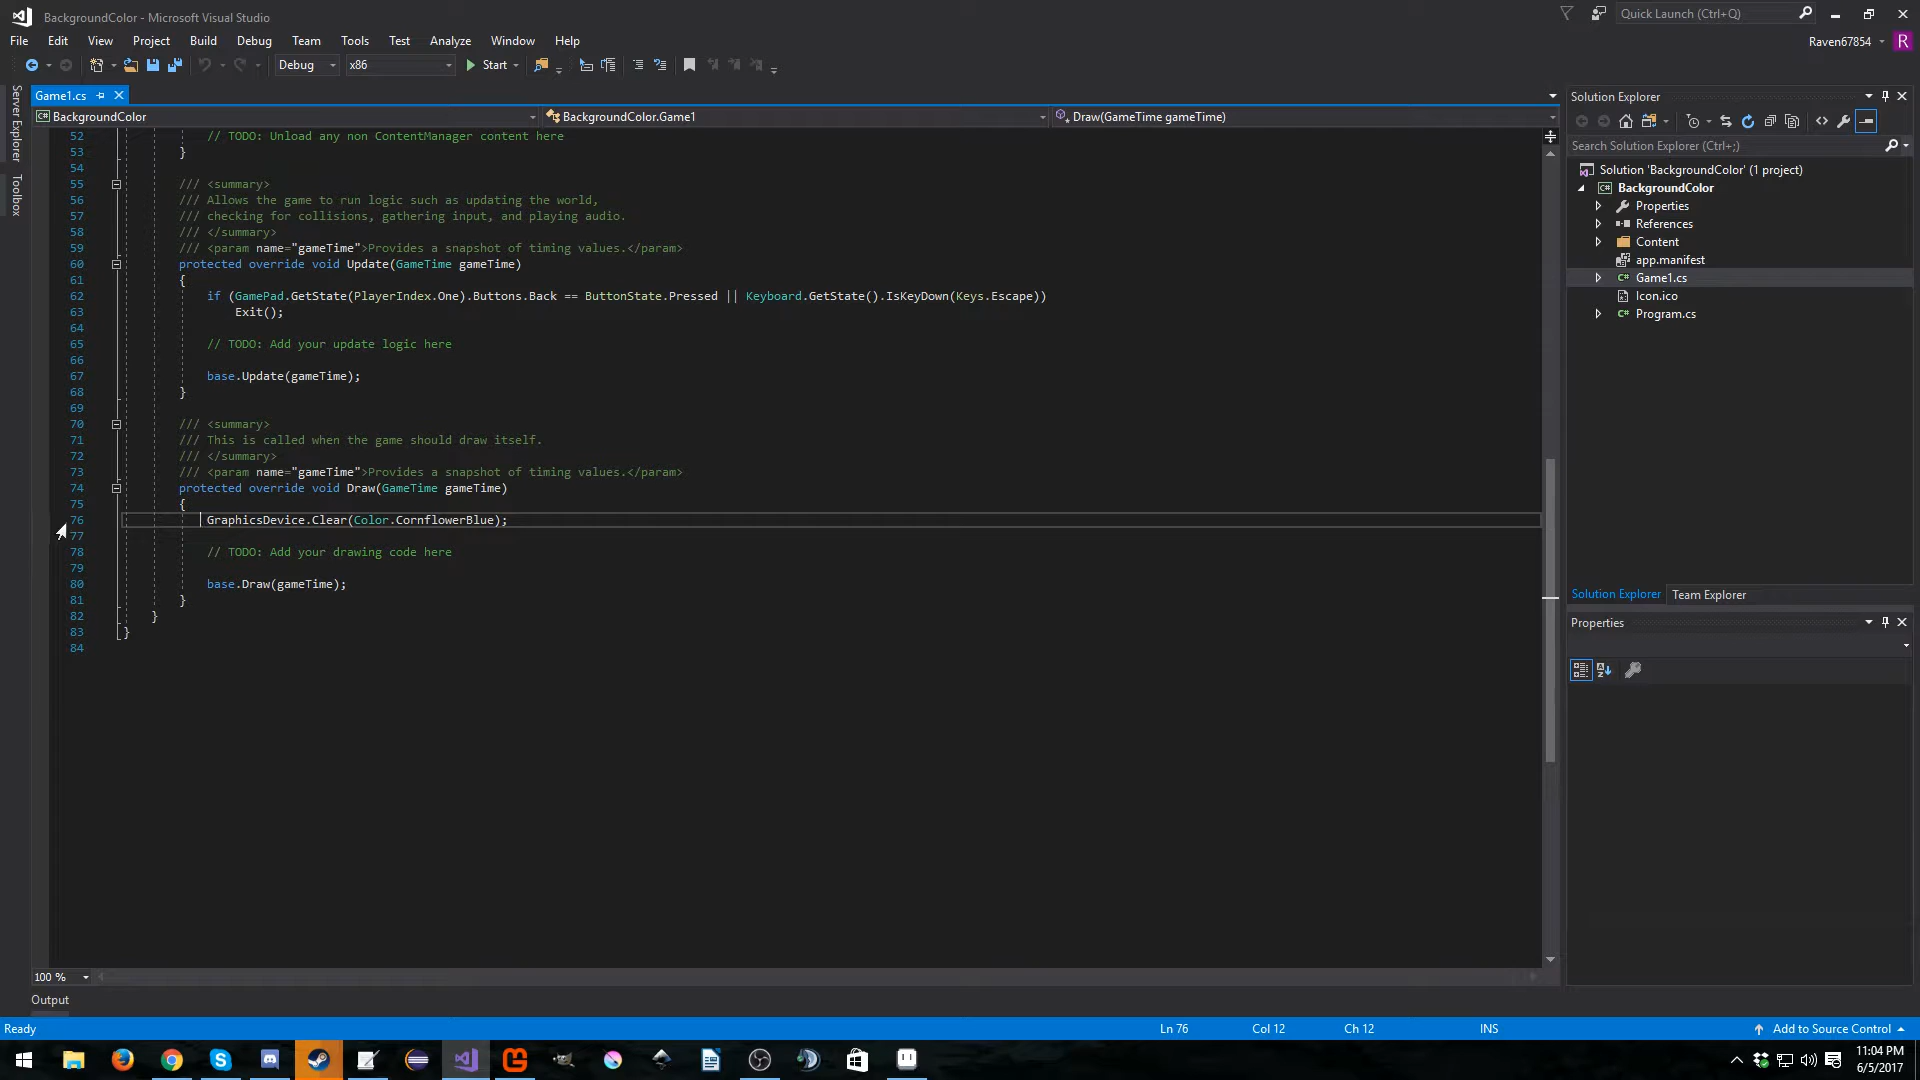 BackgroundColor - Microsoft Visual Studio
Quick Launch (Ctrl+Q)
File Edit View Project Build Debug Team Tools Test Analyze Window Help
Raven67854 R
Debug x86 Start
Server Explorer
Toolbox
Game1.cs
BackgroundColor BackgroundColor.Game1 Draw(GameTime gameTime)
52 // TODO: Unload any non ContentManager content here
53 }
54
55 /// <summary>
56 /// Allows the game to run logic such as updating the world,
57 /// checking for collisions, gathering input, and playing audio.
58 /// </summary>
59 /// <param name="gameTime">Provides a snapshot of timing values.</param>
60 protected override void Update(GameTime gameTime)
61 {
62 if (GamePad.GetState(PlayerIndex.One).Buttons.Back == ButtonState.Pressed || Keyboard.GetState().IsKeyDown(Keys.Escape))
63 Exit();
64
65 // TODO: Add your update logic here
66
67 base.Update(gameTime);
68 }
69
70 /// <summary>
71 /// This is called when the game should draw itself.
72 /// </summary>
73 /// <param name="gameTime">Provides a snapshot of timing values.</param>
74 protected override void Draw(GameTime gameTime)
75 {
76 GraphicsDevice.Clear(Color.CornflowerBlue);
77
78 // TODO: Add your drawing code here
79
80 base.Draw(gameTime);
81 }
82 }
83 }
84
100 %
Output
Solution Explorer
Search Solution Explorer (Ctrl+;)
Solution 'BackgroundColor' (1 project)
BackgroundColor
Properties
References
Content
app.manifest
Game1.cs
Icon.ico
Program.cs
Solution Explorer Team Explorer
Properties
Ready Ln 76 Col 12 Ch 12 INS Add to Source Control
11:04 PM
6/5/2017